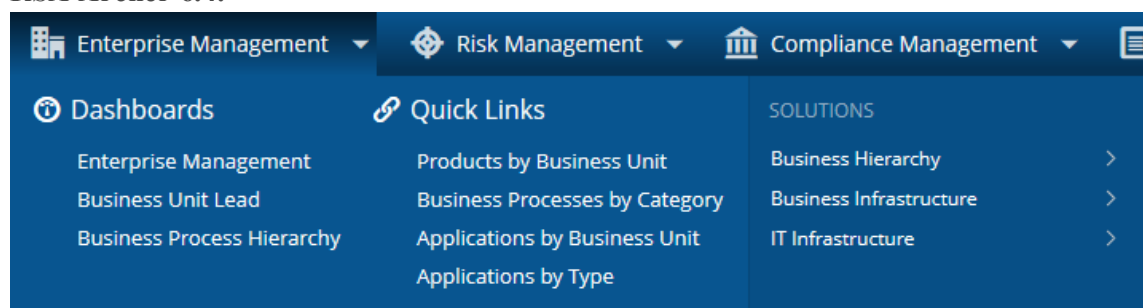 Enterprise Management
Risk Management
Compliance Management
Dashboards
Enterprise Management
Business Unit Lead
Business Process Hierarchy
Quick Links
Products by Business Unit
Business Processes by Category
Applications by Business Unit
Applications by Type
SOLUTIONS
Business Hierarchy
Business Infrastructure
IT Infrastructure